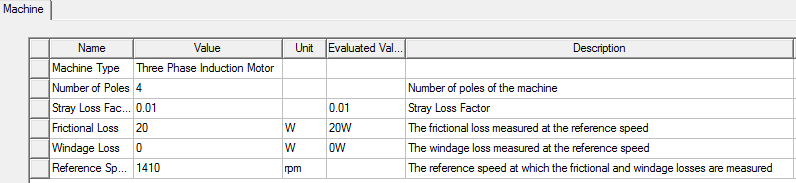 Machine
Name Value Unit Evaluated Val... Description
Machine Type Three Phase Induction Motor
Number of Poles 4 Number of poles of the machine
Stray Loss Fac... 0.01 0.01 Stray Loss Factor
Frictional Loss 20 W 20W The frictional loss measured at the reference speed
Windage Loss 0 W 0W The windage loss measured at the reference speed
Reference Sp... 1410 rpm The reference speed at which the frictional and windage losses are measured